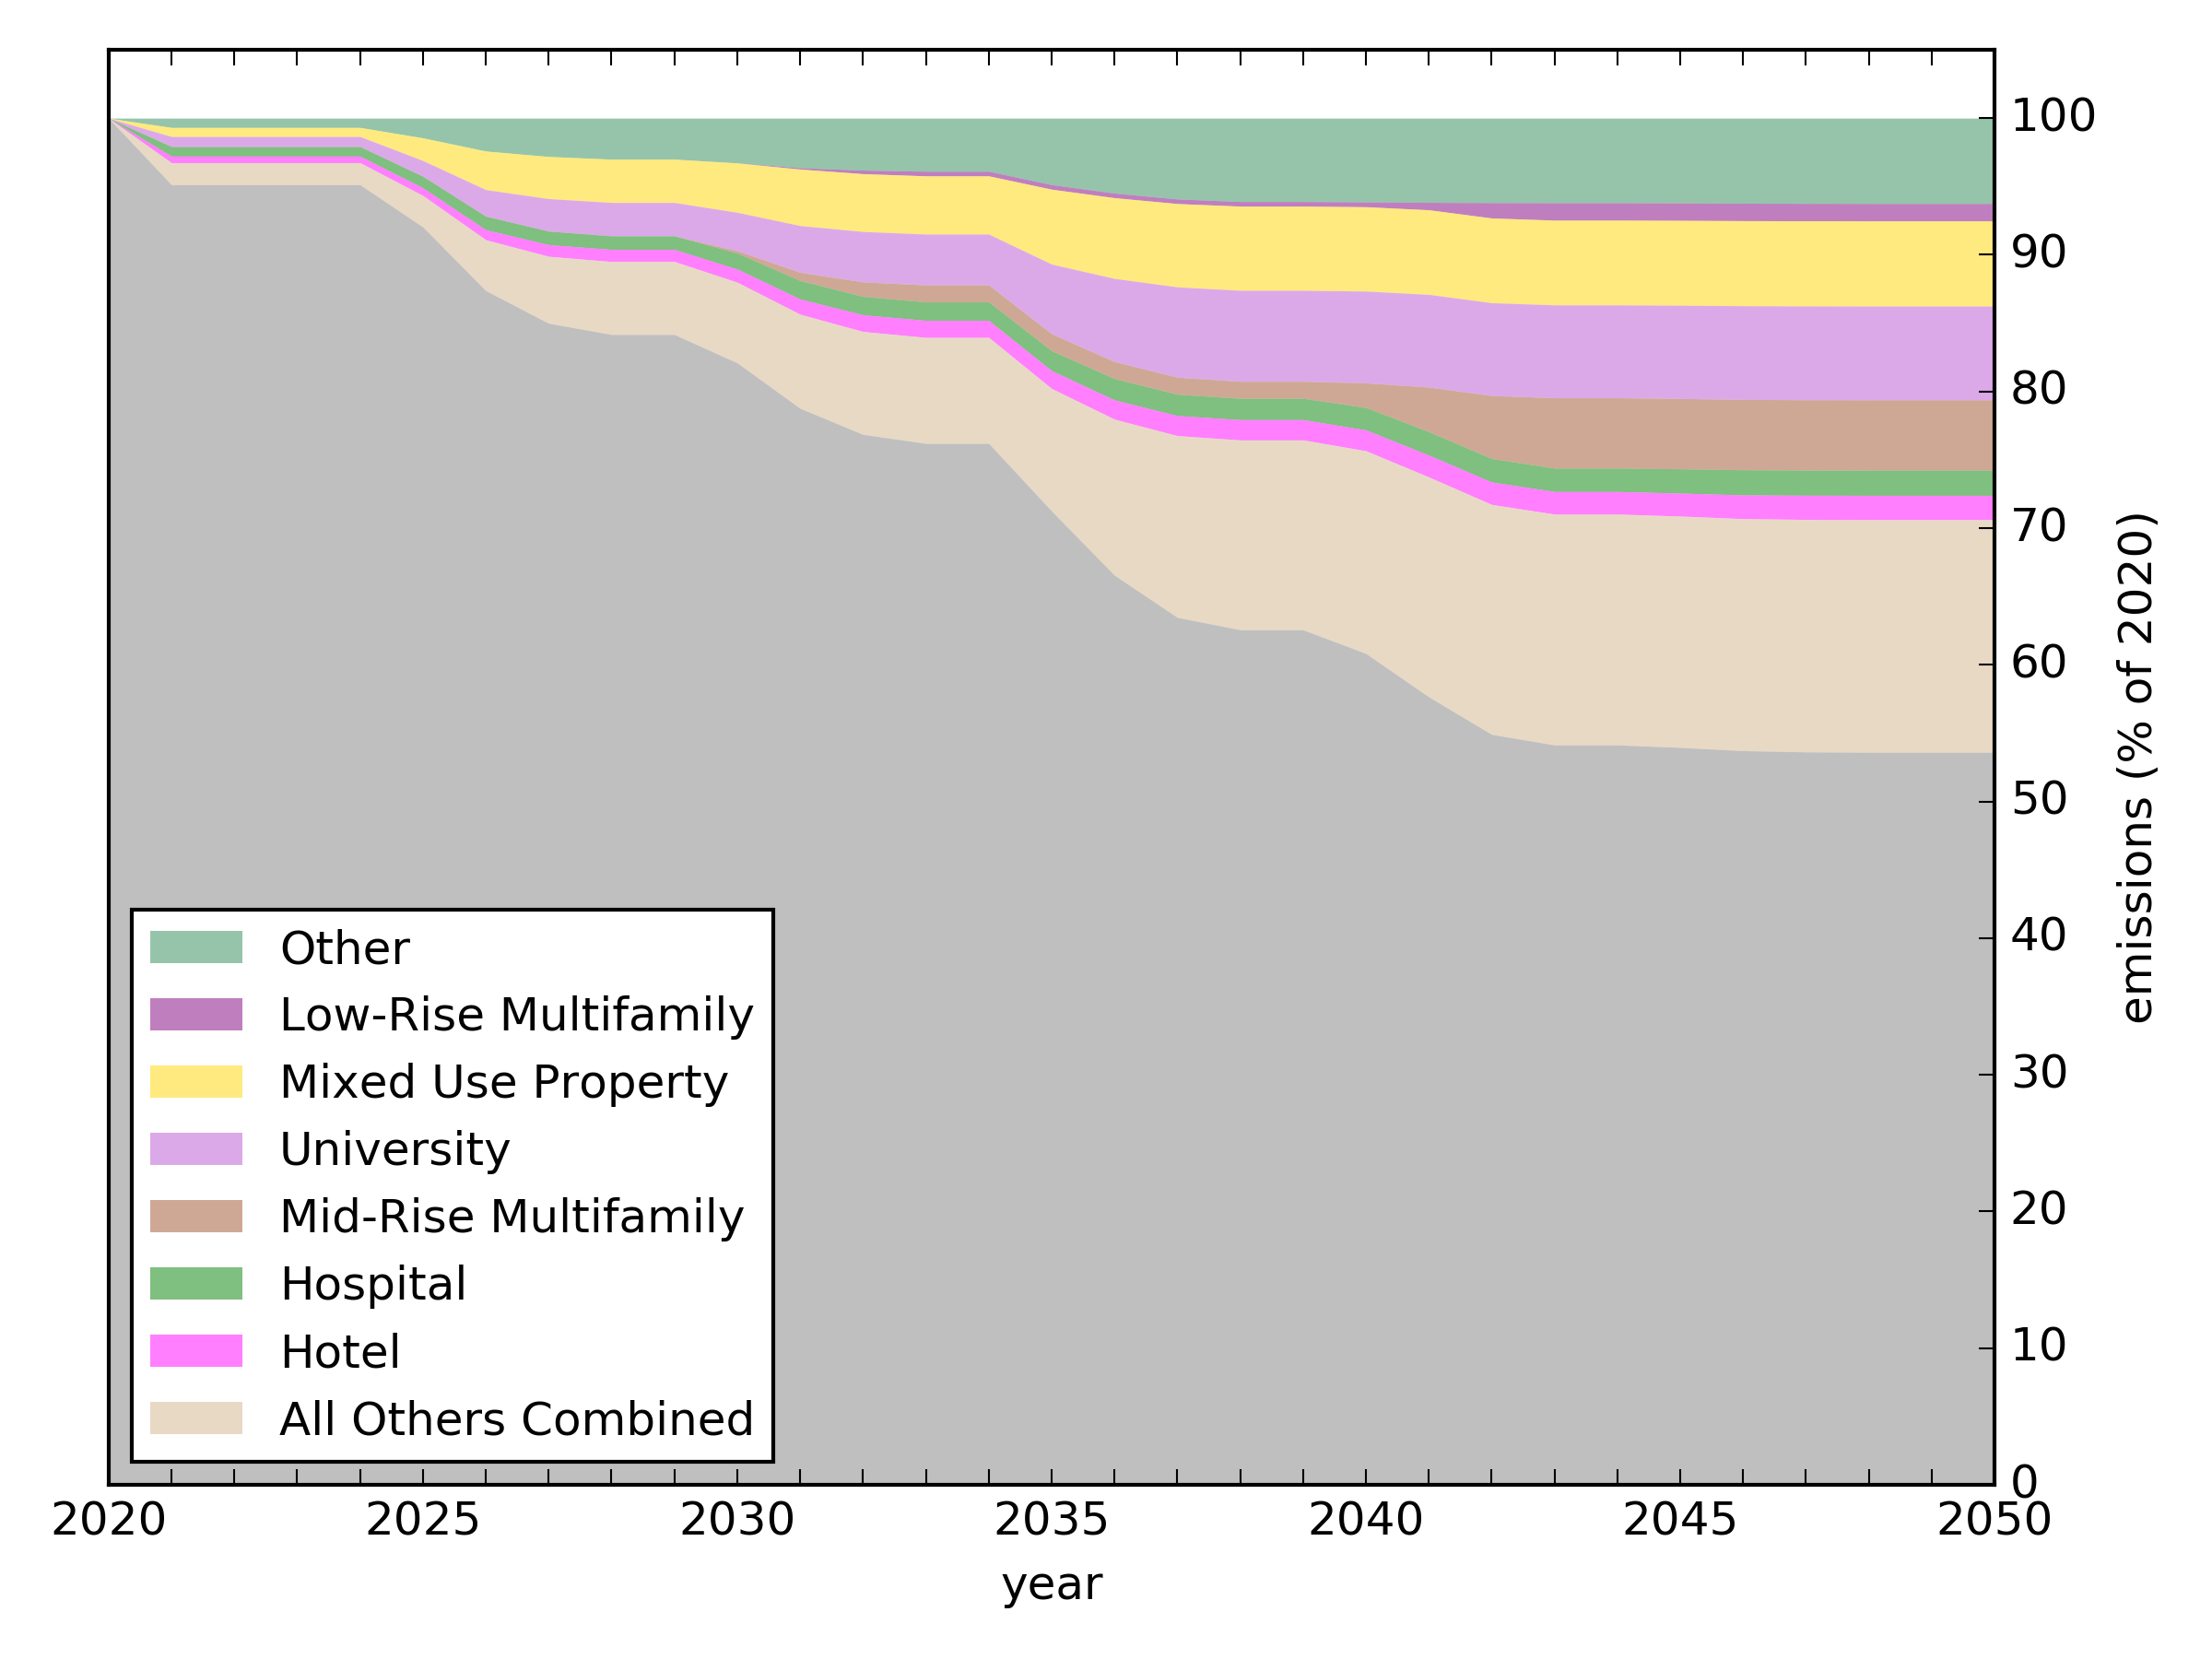 100
90
80
70
60
50
40
30
20
10
0
emissions (% of 2020)
Other
Low-Rise Multifamily
Mixed Use Property
University
Mid-Rise Multifamily
Hospital
Hotel
All Others Combined
2020 2025 2030 2035 2040 2045 2050
year